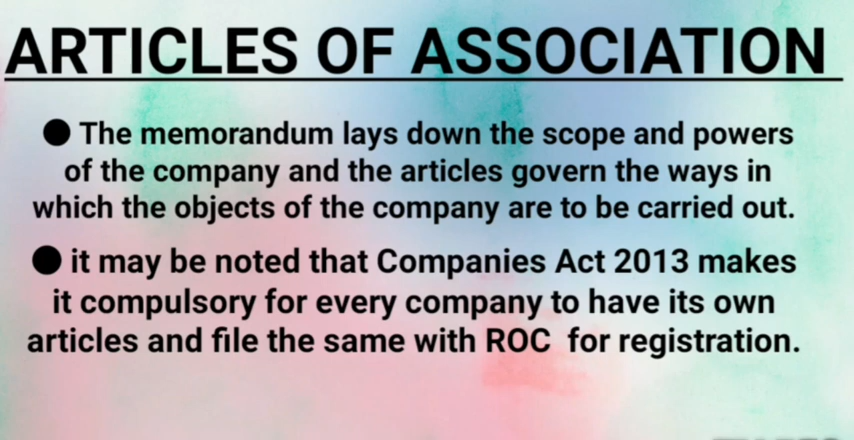 ARTICLES OF ASSOCIATION
● The memorandum lays down the scope and powers
of the company and the articles govern the ways in
which the objects of the company are to be carried out.
● it may be noted that Companies Act 2013 makes
it compulsory for every company to have its own
articles and file the same with ROC for registration.